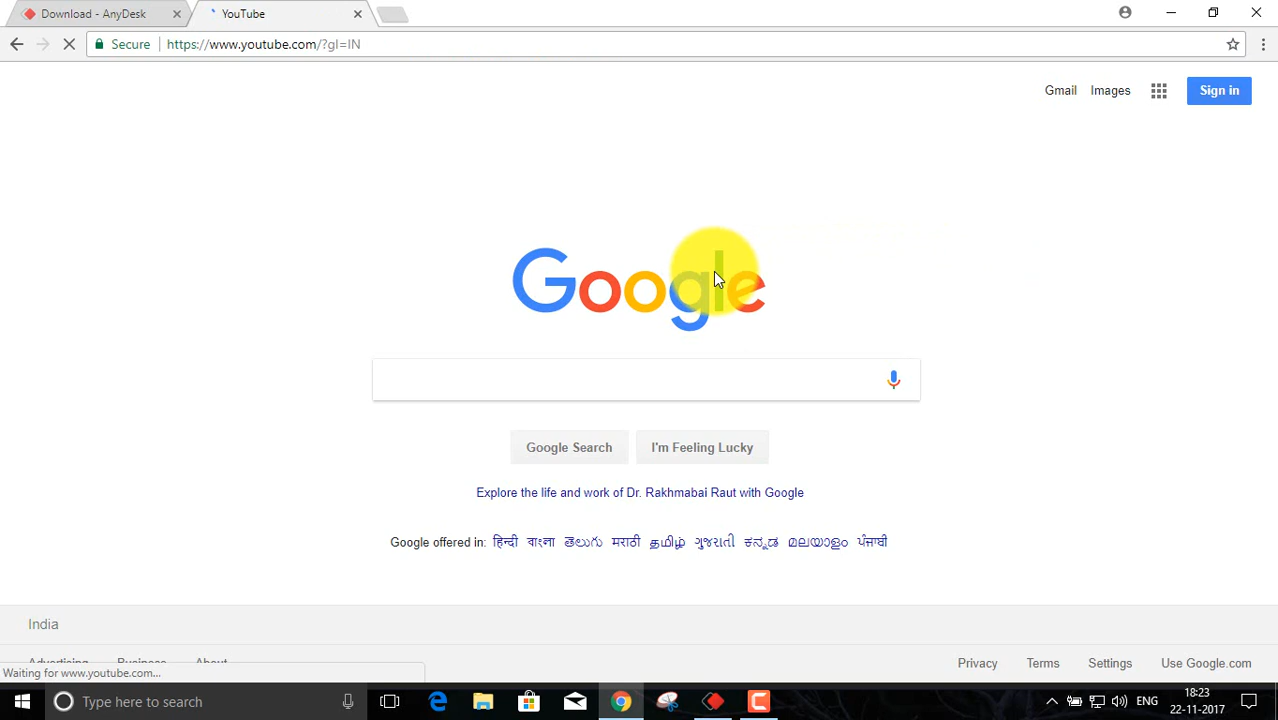 Download - AnyDesk
YouTube
Secure https://www.youtube.com/?gl=IN
Gmail Images Sign in
Google
Google Search I'm Feeling Lucky
Explore the life and work of Dr. Rakhmabai Raut with Google
Google offered in: हिन्दी বাংলা తెలుగు मराठी தமிழ் ગુજરાતી ಕನ್ನಡ മലയാളം ਪੰਜਾਬੀ
India
Advertising Business About Privacy Terms Settings Use Google.com
Waiting for www.youtube.com...
Type here to search
ENG
18:23
22-11-2017